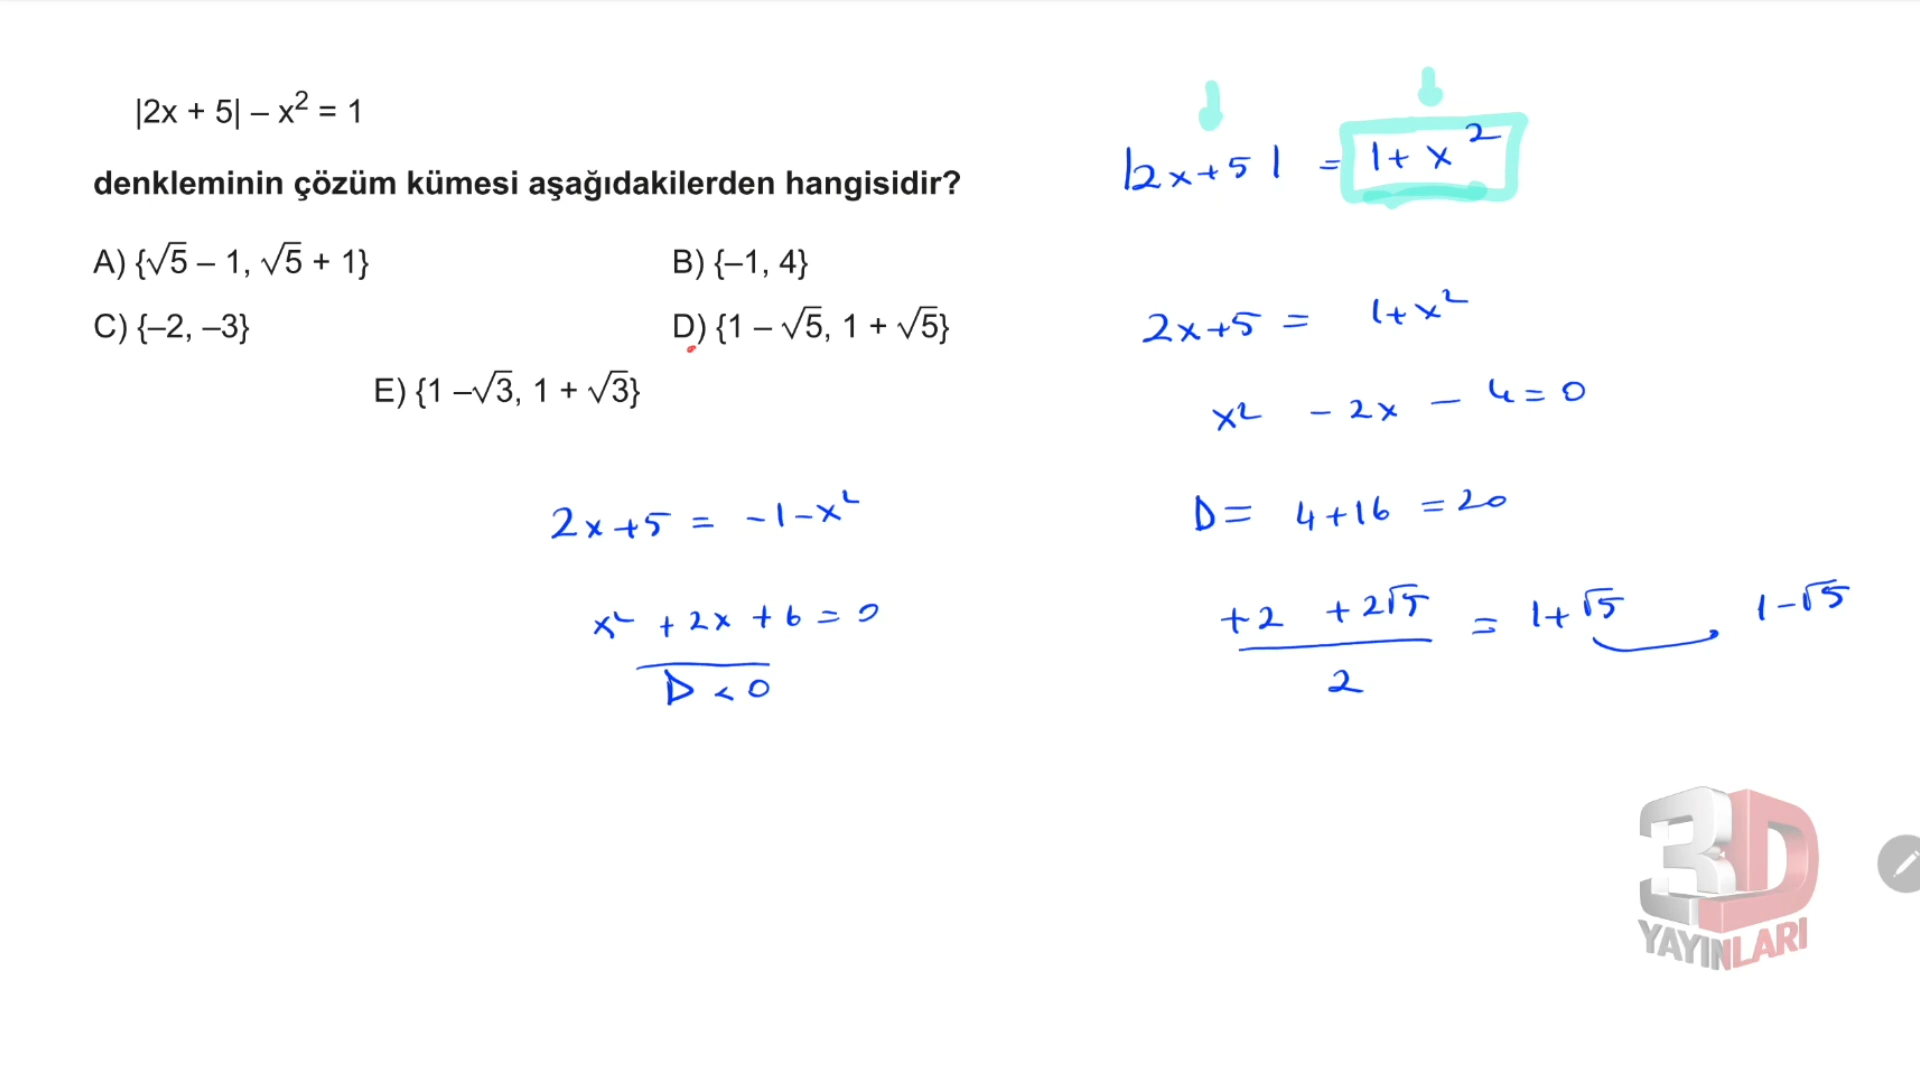 |2x + 5| – x² = 1
denkleminin çözüm kümesi aşağıdakilerden hangisidir?
A) {√5 – 1, √5 + 1}
B) {–1, 4}
C) {–2, –3}
D) {1 – √5, 1 + √5}
E) {1 –√3, 1 + √3}
|2x+5| = 1+x²
2x+5 = 1+x²
x² - 2x - 4 = 0
D = 4+16 = 20
+2 +2√5 / 2 = 1+√5, 1-√5
2x+5 = -1-x²
x² + 2x + 6 = 0
D < 0
3D
YAYINLARI